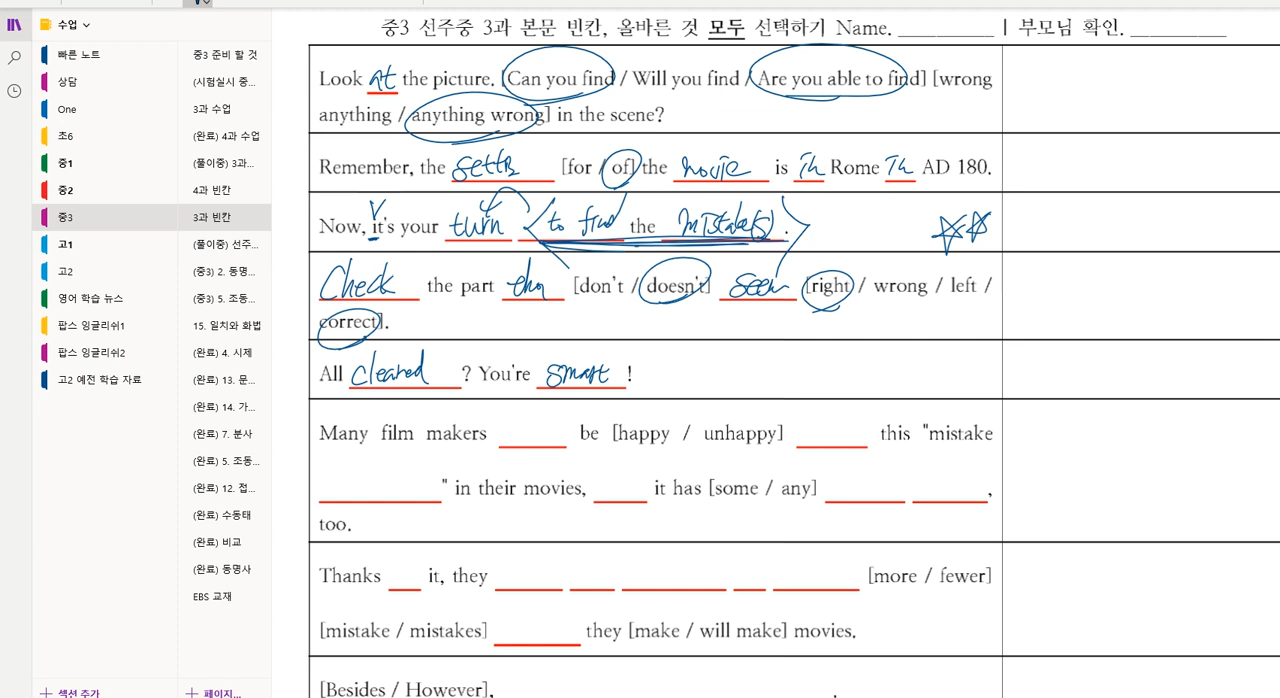 수업
빠른 노트
상담
One
초6
중1
중2
중3
고1
고2
영어 학습 뉴스
팝스 잉글리쉬1
팝스 잉글리쉬2
고2 예전 학습 자료
섹션 추가
중3 준비 할 것
(시험실시 중...
3과 수업
(완료) 4과 수업
(풀이중) 3과...
4과 빈칸
3과 빈칸
(풀이중) 선주...
(중3) 2. 동명...
(중3) 5. 조동...
15. 일치와 화법
(완료) 4. 시제
(완료) 13. 문...
(완료) 14. 가...
(완료) 7. 분사
(완료) 5. 조동...
(완료) 12. 접...
(완료) 수동태
(완료) 비교
(완료) 동명사
EBS 교재
페이지...
중3 선주중 3과 본문 빈칸, 올바른 것 모두 선택하기 Name. ________ | 부모님 확인. ________
Look at the picture. [Can you find / Will you find / Are you able to find] [wrong
anything / anything wrong] in the scene?
Remember, the [for / of] the movie is in Rome in AD 180.
Now, it's your turn to find the mistake(s).
Check the part [don't / doesn't] seem [right / wrong / left /
correct].
All cleared ? You're smart !
Many film makers ______ be [happy / unhappy] ______ this "mistake
______" in their movies, ______ it has [some / any] ______ ______,
too.
Thanks ___ it, they ______ ____ ______ ___ ______ [more / fewer]
[mistake / mistakes] ______ they [make / will make] movies.
[Besides / However], .